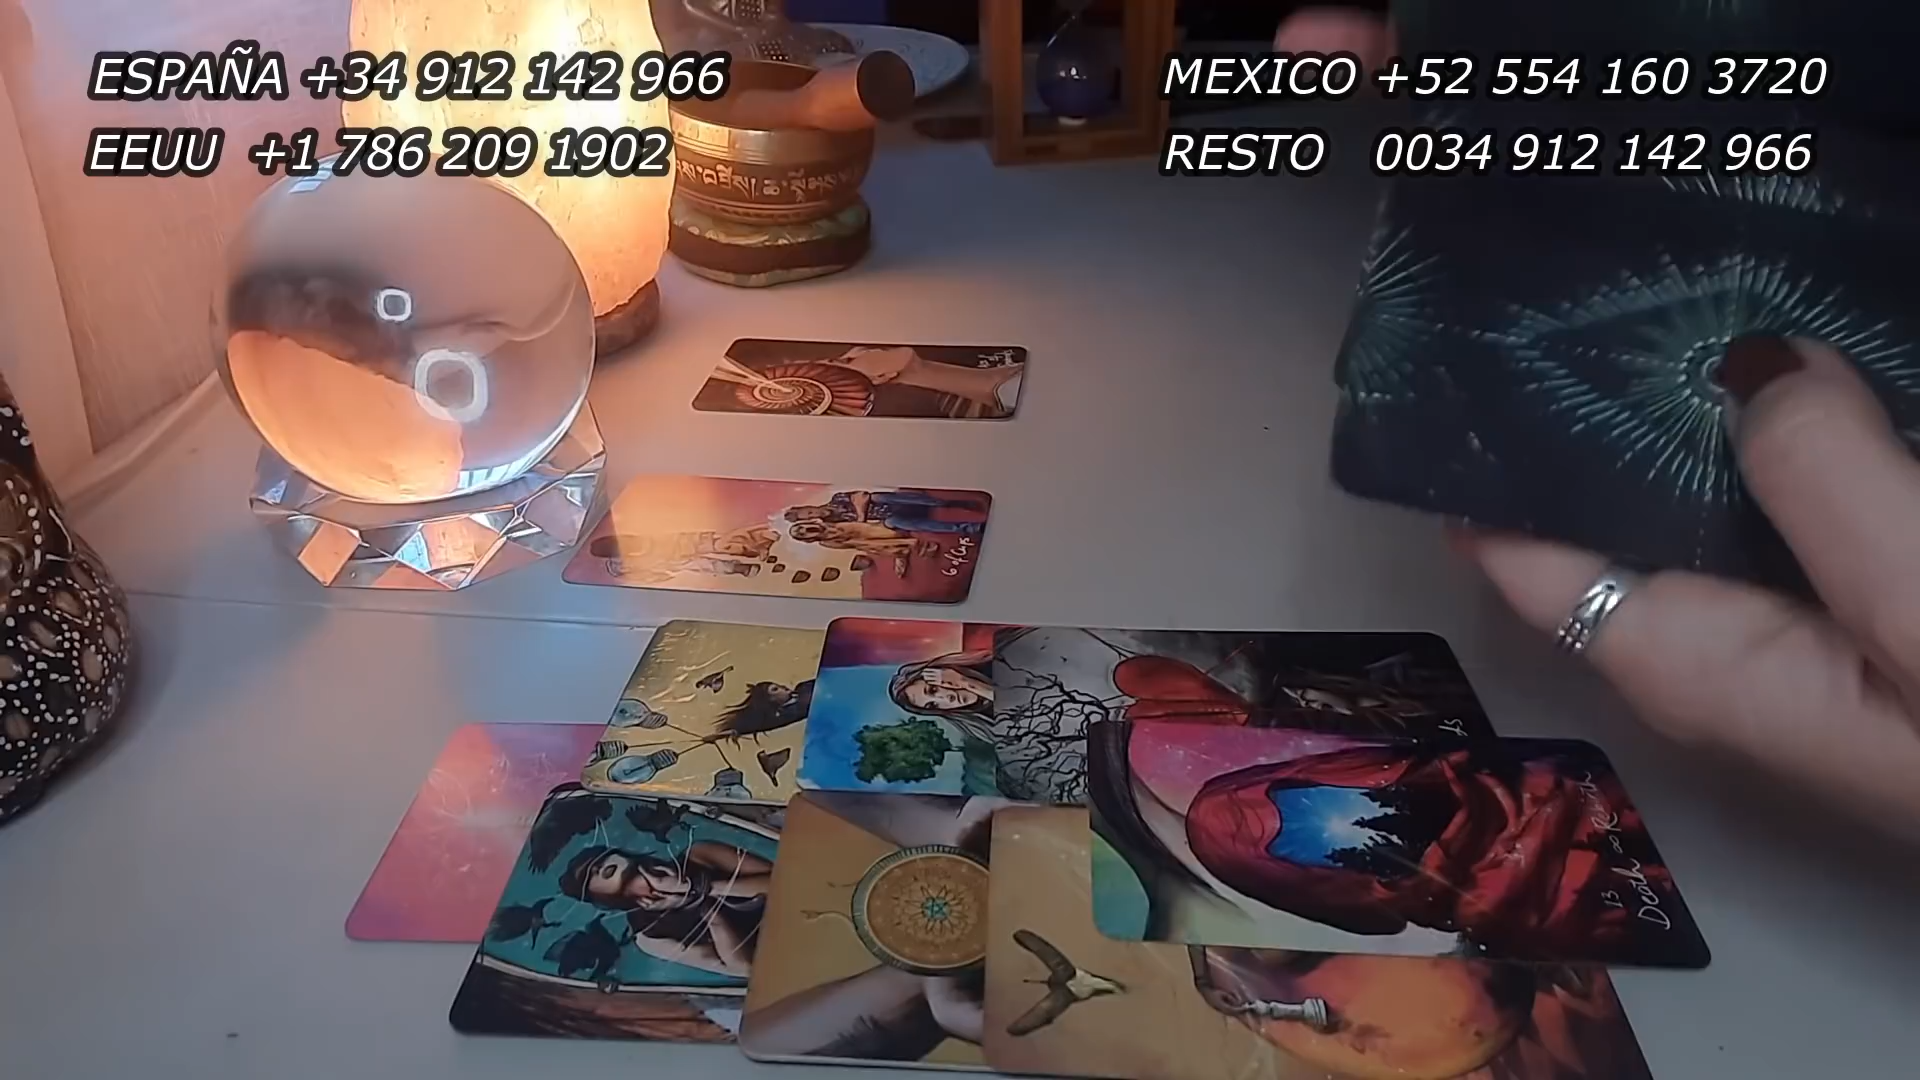 ESPAÑA +34 912 142 966
EEUU +1 786 209 1902
MEXICO +52 554 160 3720
RESTO 0034 912 142 966
6 of Cups
13
Death & Rebirth